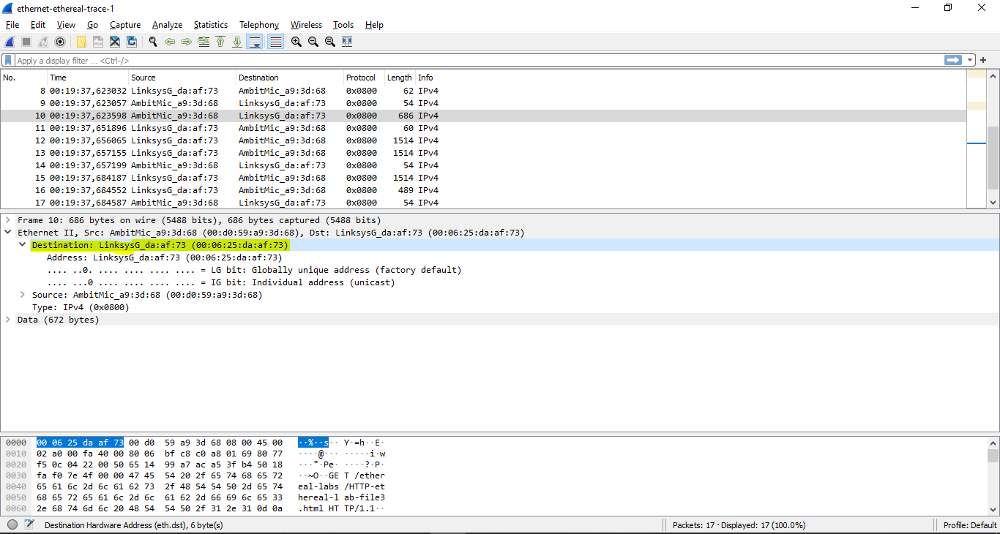 ethernet-ethereal-trace-1
File Edit View Go Capture Analyze Statistics Telephony Wireless Tools Help
Apply a display filter ... <Ctrl-/>
No. Time Source Destination Protocol Length Info
8 00:19:37,623032 LinksysG_da:af:73 AmbitMic_a9:3d:68 0x0800 62 IPv4
9 00:19:37,623057 AmbitMic_a9:3d:68 LinksysG_da:af:73 0x0800 54 IPv4
10 00:19:37,623598 AmbitMic_a9:3d:68 LinksysG_da:af:73 0x0800 686 IPv4
11 00:19:37,651896 LinksysG_da:af:73 AmbitMic_a9:3d:68 0x0800 60 IPv4
12 00:19:37,656065 LinksysG_da:af:73 AmbitMic_a9:3d:68 0x0800 1514 IPv4
13 00:19:37,657155 LinksysG_da:af:73 AmbitMic_a9:3d:68 0x0800 1514 IPv4
14 00:19:37,657199 AmbitMic_a9:3d:68 LinksysG_da:af:73 0x0800 54 IPv4
15 00:19:37,684187 LinksysG_da:af:73 AmbitMic_a9:3d:68 0x0800 1514 IPv4
16 00:19:37,684552 LinksysG_da:af:73 AmbitMic_a9:3d:68 0x0800 489 IPv4
17 00:19:37,684587 AmbitMic_a9:3d:68 LinksysG_da:af:73 0x0800 54 IPv4
Frame 10: 686 bytes on wire (5488 bits), 686 bytes captured (5488 bits)
Ethernet II, Src: AmbitMic_a9:3d:68 (00:d0:59:a9:3d:68), Dst: LinksysG_da:af:73 (00:06:25:da:af:73)
Destination: LinksysG_da:af:73 (00:06:25:da:af:73)
Address: LinksysG_da:af:73 (00:06:25:da:af:73)
.... ..0. .... .... .... .... = LG bit: Globally unique address (factory default)
.... ...0 .... .... .... .... = IG bit: Individual address (unicast)
Source: AmbitMic_a9:3d:68 (00:d0:59:a9:3d:68)
Type: IPv4 (0x0800)
Data (672 bytes)
0000 00 06 25 da af 73 00 d0 59 a9 3d 68 08 00 45 00 ··%··s·· Y·=h··E·
0010 02 a0 00 fa 40 00 80 06 bf c8 c0 a8 01 69 80 77 ····@··· ·····i·w
0020 f5 0c 04 22 00 50 65 14 99 a7 ac a5 3f b4 50 18 ···"·Pe· ····?·P·
0030 fa f0 7e 4f 00 00 47 45 54 20 2f 65 74 68 65 72 ··~O··GE T /ether
0040 65 61 6c 2d 6c 61 62 73 2f 48 54 54 50 2d 65 74 eal-labs /HTTP-et
0050 68 65 72 65 61 6c 2d 6c 61 62 2d 66 69 6c 65 33 hereal-l ab-file3
0060 2e 68 74 6d 6c 20 48 54 54 50 2f 31 2e 31 0d 0a .html HT TP/1.1··
Destination Hardware Address (eth.dst), 6 byte(s) Packets: 17 · Displayed: 17 (100.0%) Profile: Default